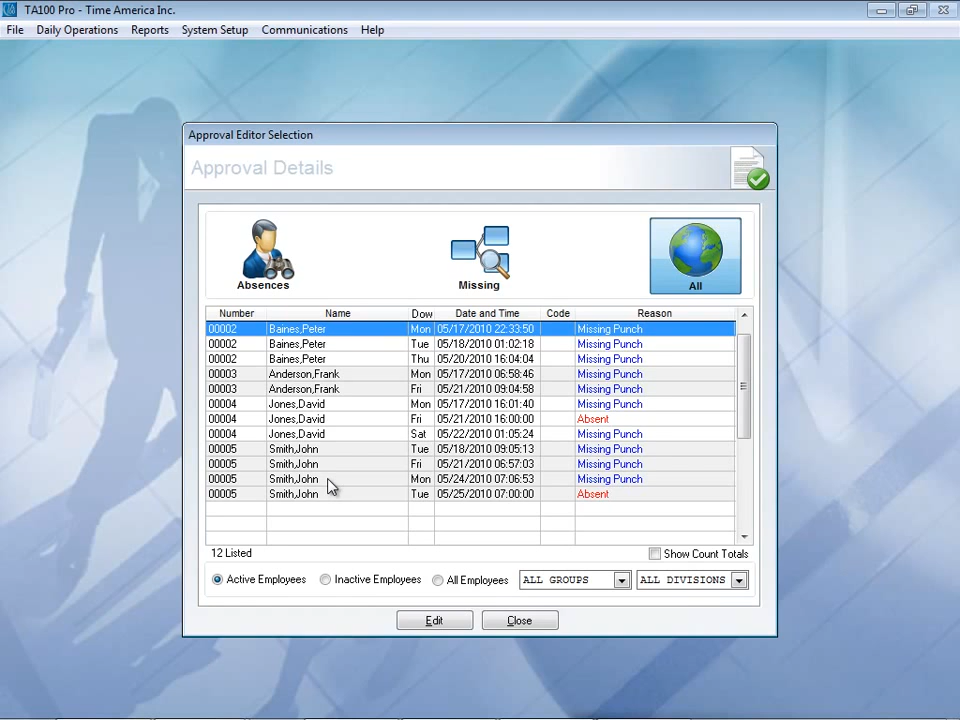 TA100 Pro - Time America Inc.
File Daily Operations Reports System Setup Communications Help
Approval Editor Selection
Approval Details
Absences Missing All
Number Name Dow Date and Time Code Reason
00002 Baines,Peter Mon 05/17/2010 22:33:50 Missing Punch
00002 Baines,Peter Tue 05/18/2010 01:02:18 Missing Punch
00002 Baines,Peter Thu 05/20/2010 16:04:04 Missing Punch
00003 Anderson,Frank Mon 05/17/2010 06:58:46 Missing Punch
00003 Anderson,Frank Fri 05/21/2010 09:04:58 Missing Punch
00004 Jones,David Mon 05/17/2010 16:01:40 Missing Punch
00004 Jones,David Fri 05/21/2010 16:00:00 Absent
00004 Jones,David Sat 05/22/2010 01:05:24 Missing Punch
00005 Smith,John Tue 05/18/2010 09:05:13 Missing Punch
00005 Smith,John Fri 05/21/2010 06:57:03 Missing Punch
00005 Smith,John Mon 05/24/2010 07:06:53 Missing Punch
00005 Smith,John Tue 05/25/2010 07:00:00 Absent
12 Listed Show Count Totals
Active Employees Inactive Employees All Employees ALL GROUPS ALL DIVISIONS
Edit Close